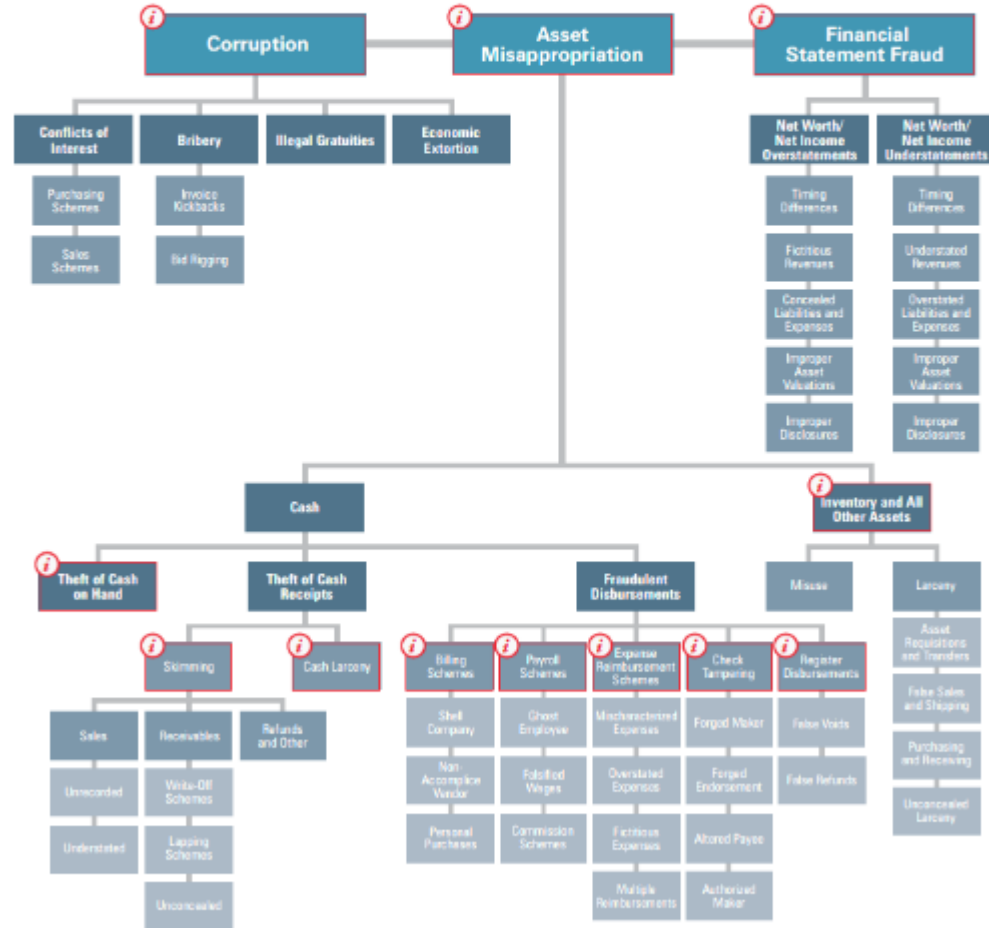 i
Corruption
i
Asset
Misappropriation
i
Financial
Statement Fraud
Conflicts of
Interest
Bribery
Illegal Gratuities
Economic
Extortion
Net Worth/
Net Income
Overstatements
Net Worth/
Net Income
Understatements
Purchasing
Schemes
Sales
Schemes
Invoice
Kickbacks
Bid Rigging
Timing
Differences
Fictitious
Revenues
Concealed
Liabilities and
Expenses
Improper
Asset
Valuations
Improper
Disclosures
Timing
Differences
Understated
Revenues
Overstated
Liabilities and
Expenses
Improper
Asset
Valuations
Improper
Disclosures
Cash
i
Inventory and All
Other Assets
i
Theft of Cash
on Hand
Theft of Cash
Receipts
Fraudulent
Disbursements
Misuse
Larceny
Asset
Requisitions
and Transfers
False Sales
and Shipping
Purchasing
and Receiving
Unconcealed
Larceny
i
Skimming
i
Cash Larceny
Sales
Unrecorded
Understated
Receivables
Write-Off
Schemes
Lapping
Schemes
Unconcealed
Refunds
and Other
i
Billing
Schemes
Shell
Company
Non-
Accomplice
Vendor
Personal
Purchases
i
Payroll
Schemes
Ghost
Employee
Falsified
Wages
Commission
Schemes
i
Expense
Reimbursement
Schemes
Mischaracterized
Expenses
Overstated
Expenses
Fictitious
Expenses
Multiple
Reimbursements
i
Check
Tampering
Forged Maker
Forged
Endorsement
Altered Payee
Authorized
Maker
i
Register
Disbursements
False Voids
False Refunds